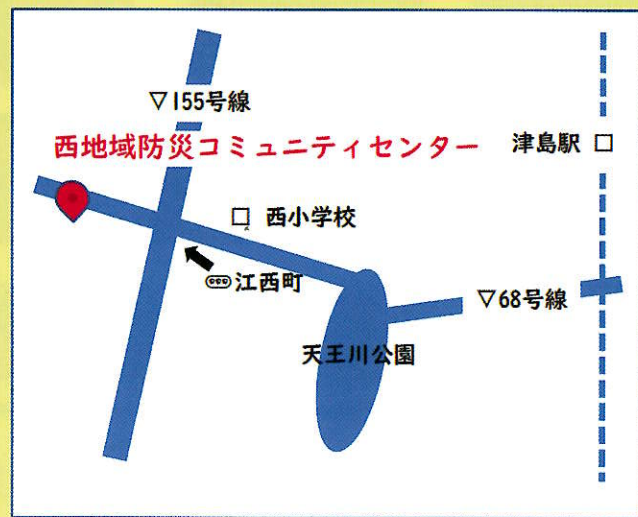 ▽155号線
西地域防災コミュニティセンター
津島駅
西小学校
江西町
▽68号線
天王川公園